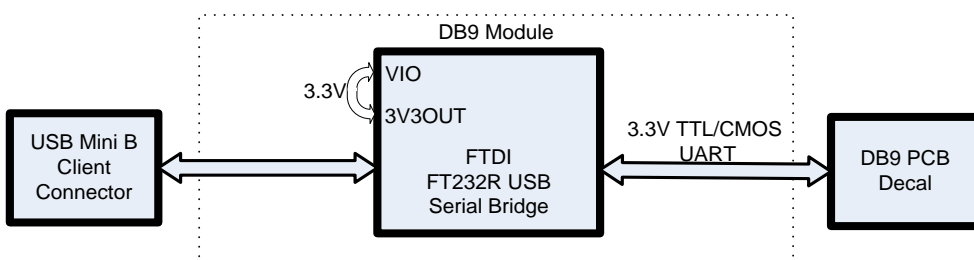 DB9 Module
VIO
3.3V
3V3OUT
USB Mini B
Client
Connector
FTDI
FT232R USB
Serial Bridge
3.3V TTL/CMOS
UART
DB9 PCB
Decal